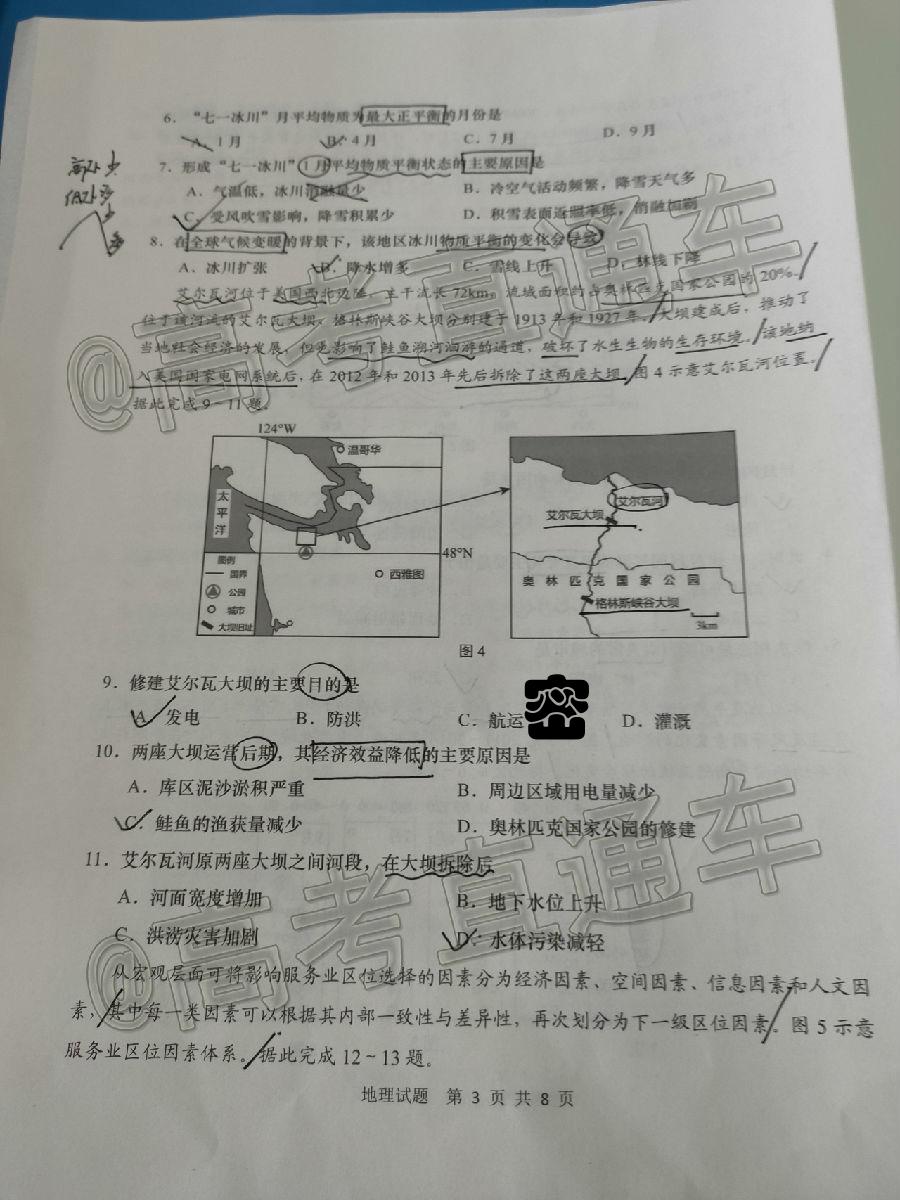 6．“七一冰川”月平均物质为最大正平衡的月份是
A．1月 B．4月 C．7月 D．9月
7．形成“七一冰川”1月平均物质平衡状态的主要原因是
A．气温低，冰川消融量少 B．冷空气活动频繁，降雪天气多
C．受风吹雪影响，降雪积累少 D．积雪表面近照率低，消融加剧
8．在全球气候变暖的背景下，该地区冰川物质平衡的变化会导致
A．冰川扩张 B．降水增多 C．雪线上升 D．林线下降
艾尔瓦河位于美国西北边陲，主干流长72km，流域面积约占奥林匹克国家公园的20%。
位于该河流的艾尔瓦大坝、格林斯峡谷大坝分别建于1913年和1927年。大坝建成后，推动了
当地社会经济的发展，但更影响了鲑鱼溯河洄游的通道，破坏了水生生物的生存环境。该地纳
入美国国家电网系统后，在2012年和2013年先后拆除了这两座大坝。图4示意艾尔瓦河位置。
据此完成9～11题。
124°W
温哥华
太平洋
48°N
图例
国界
公园
城市
大坝旧址
西雅图
艾尔瓦河
艾尔瓦大坝
奥林匹克国家公园
格林斯峡谷大坝
3km
图4
9．修建艾尔瓦大坝的主要目的是
A．发电 B．防洪 C．航运 D．灌溉
10．两座大坝运营后期，其经济效益降低的主要原因是
A．库区泥沙淤积严重 B．周边区域用电量减少
C．鲑鱼的渔获量减少 D．奥林匹克国家公园的修建
11．艾尔瓦河原两座大坝之间河段，在大坝拆除后
A．河面宽度增加 B．地下水位上升
C．洪涝灾害加剧 D．水体污染减轻
从宏观层面可将影响服务业区位选择的因素分为经济因素、空间因素、信息因素和人文因
素，其中每一类因素可以根据其内部一致性与差异性，再次划分为下一级区位因素。图5示意
服务业区位因素体系。据此完成12～13题。
地理试题 第3页共8页
@高考直通车
@高考直通车